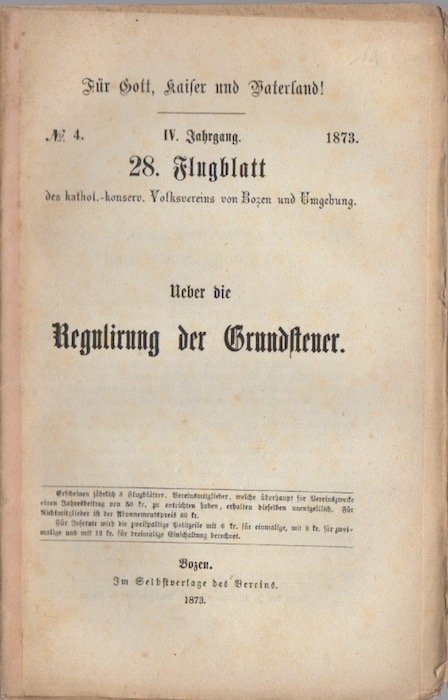 Für Gott, Kaiser und Vaterland!
№ 4. IV. Jahrgang. 1873.
28. Flugblatt
des kathol.-konserv. Volksvereins von Bozen und Umgebung.
Ueber die
Regulirung der Grundsteuer.
Erscheinen jährlich 8 Flugblätter. Vereinsmitglieder, welche überhaupt für Vereinszwecke
einen Jahresbeitrag von 50 kr. zu entrichten haben, erhalten dieselben unentgeltlich. Für
Nichtmitglieder ist der Abonnementspreis 60 kr.
Für Inserate wird die zweispaltige Petitzeile mit 6 kr. für einmalige, mit 9 kr. für zwei-
malige und mit 12 kr. für dreimalige Einschaltung berechnet.
Bozen.
Im Selbstverlage des Vereins.
1873.